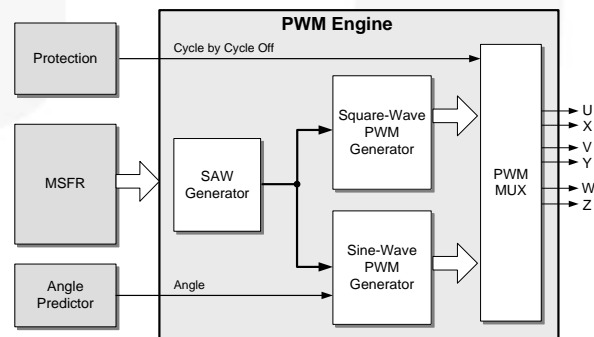 PWM Engine
Protection
Cycle by Cycle Off
Square-Wave
PWM
Generator
U
X
V
Y
W
Z
MSFR
SAW
Generator
PWM
MUX
Sine-Wave
PWM
Generator
Angle
Predictor
Angle